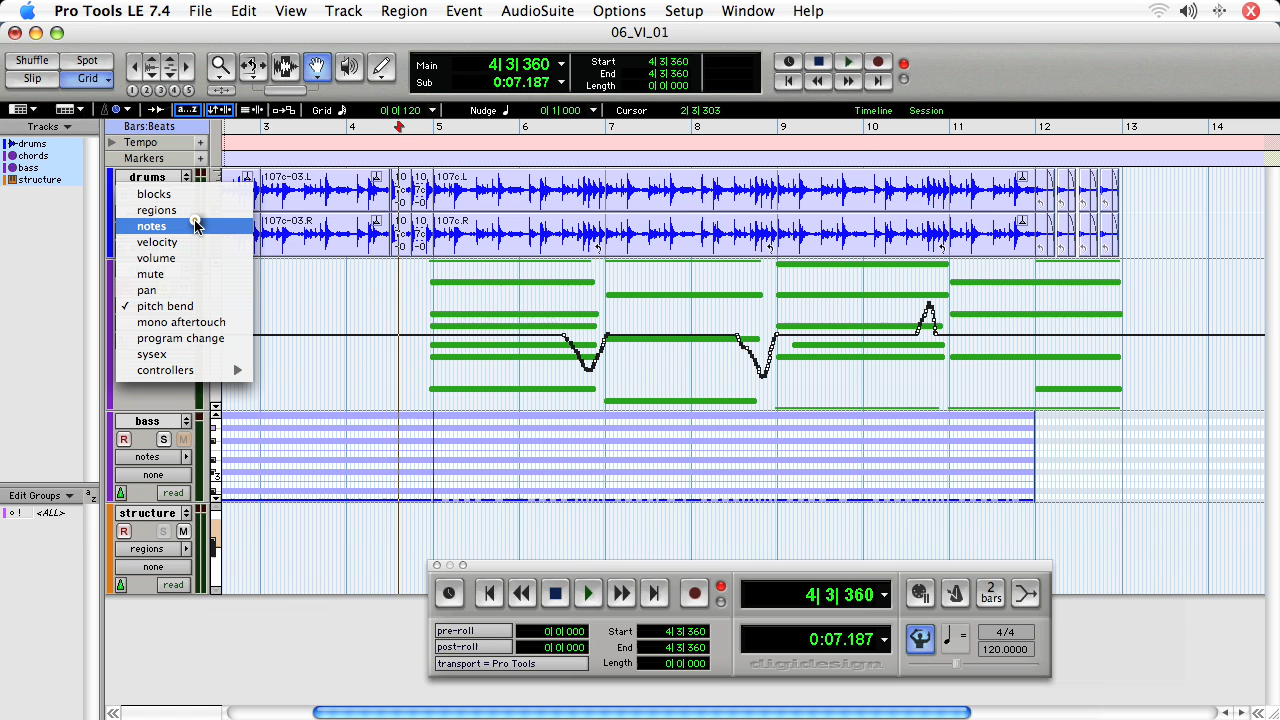 Pro Tools LE 7.4 File Edit View Track Region Event AudioSuite Options Setup Window Help
06_VI_01
Shuffle Spot
Slip Grid
1 2 3 4 5
Main 4| 3| 360
Sub 0:07.187
Start 4| 3| 360
End 4| 3| 360
Length 0| 0| 000
a...z Grid 0| 0| 120 Nudge 0| 1| 000 Cursor 2| 3| 303 Timeline Session
Tracks
drums
chords
bass
structure
Bars:Beats 3 4 5 6 7 8 9 10 11 12 13 14
Tempo
Markers
drums
107c-03.L 107c.L
107c-03.R 107c.R
blocks
regions
notes
velocity
volume
mute
pan
✓ pitch bend
mono aftertouch
program change
sysex
controllers
bass
R S M
notes
none
read
Edit Groups a z
<ALL>
structure
R S M
regions
none
read
4| 3| 360
0:07.187
2 bars
pre-roll 0| 0| 000
post-roll 0| 0| 000
transport = Pro Tools
Start 4| 3| 360
End 4| 3| 360
Length 0| 0| 000
digidesign
=
4/4
120.0000